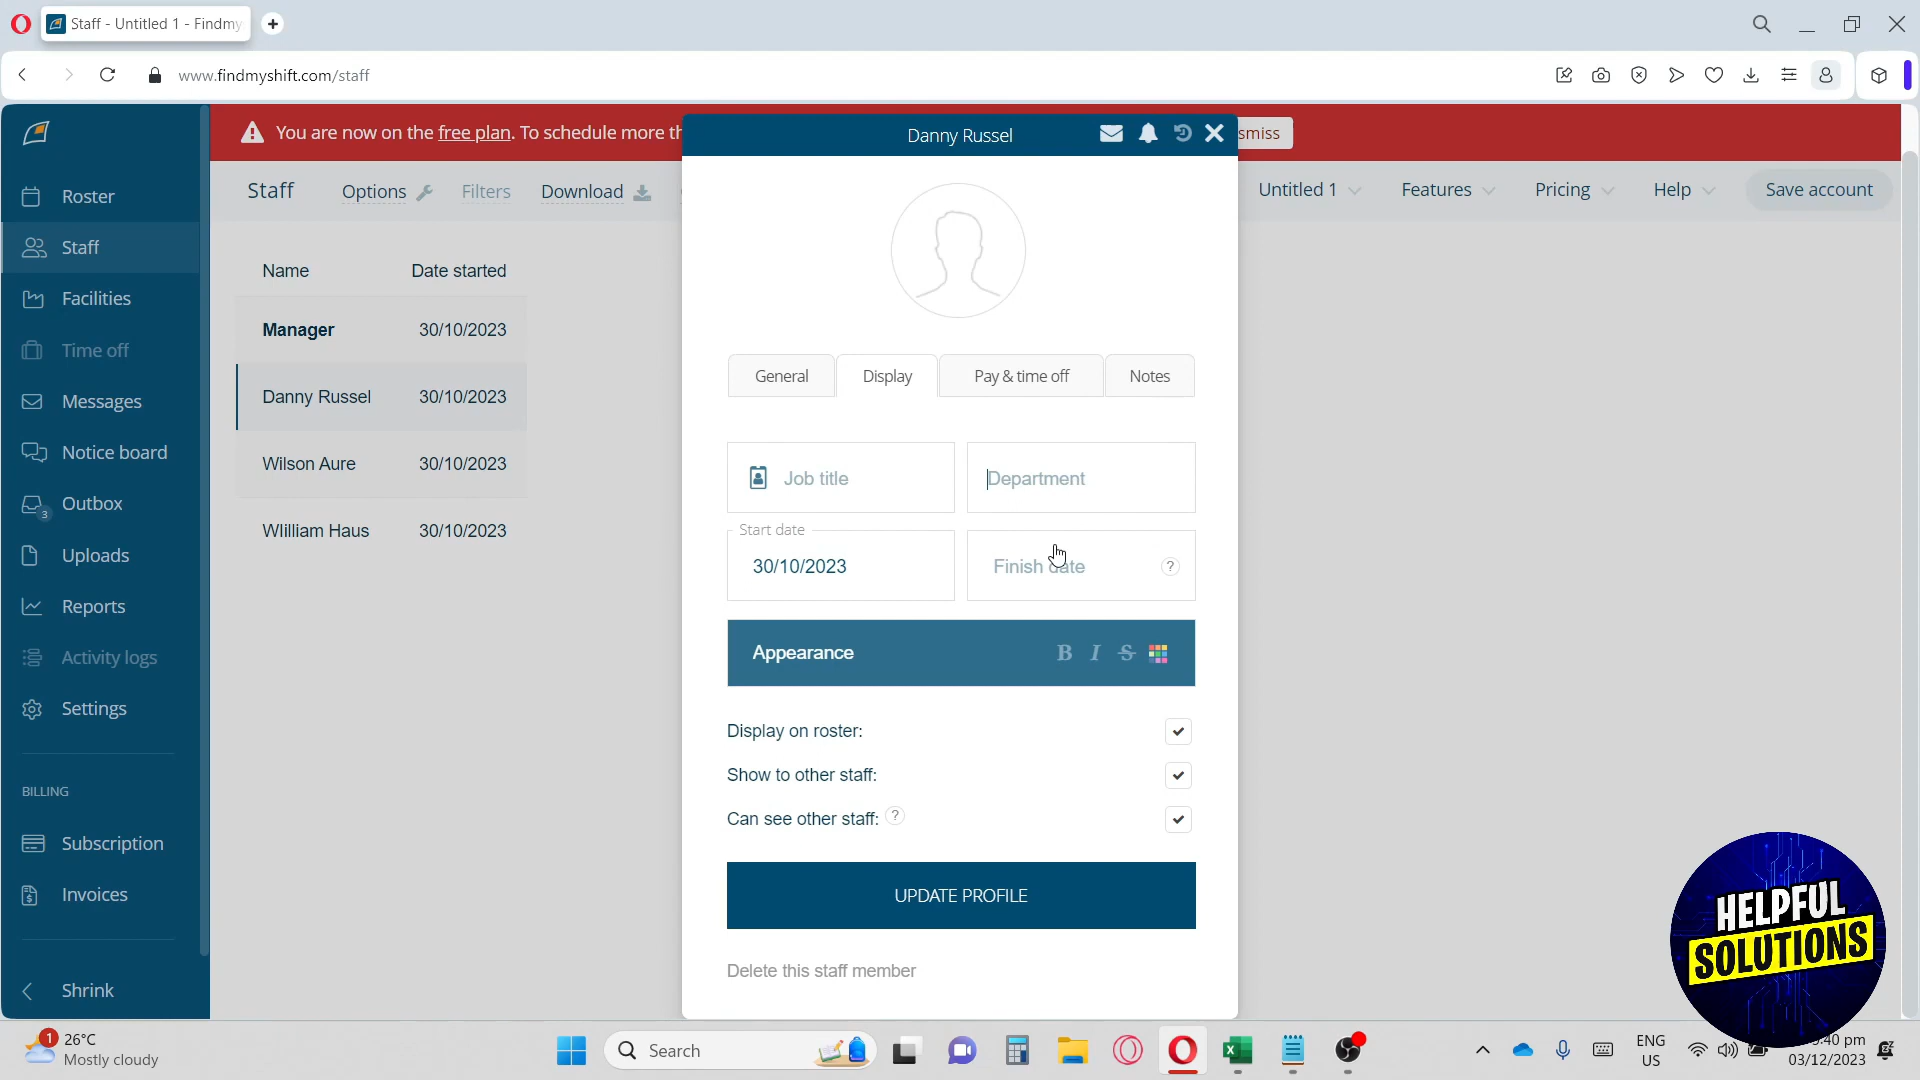 Staff - Untitled 1 - Findmy
www.findmyshift.com/staff
You are now on the free plan. To schedule more th
smiss
Danny Russel
Staff
Options
Filters
Download
Untitled 1
Features
Pricing
Help
Save account
Roster
Staff
Facilities
Time off
Messages
Notice board
Outbox
3
Uploads
Reports
Activity logs
Settings
BILLING
Subscription
Invoices
Shrink
Name Date started
Manager 30/10/2023
Danny Russel 30/10/2023
Wilson Aure 30/10/2023
WIilliam Haus 30/10/2023
General
Display
Pay & time off
Notes
Job title
Department
Start date
30/10/2023
Finish date
?
Appearance
B I S
Display on roster:
Show to other staff:
Can see other staff: ?
UPDATE PROFILE
Delete this staff member
HELPFUL
SOLUTIONS
1
26°C
Mostly cloudy
Search
ENG
US
:40 pm
03/12/2023